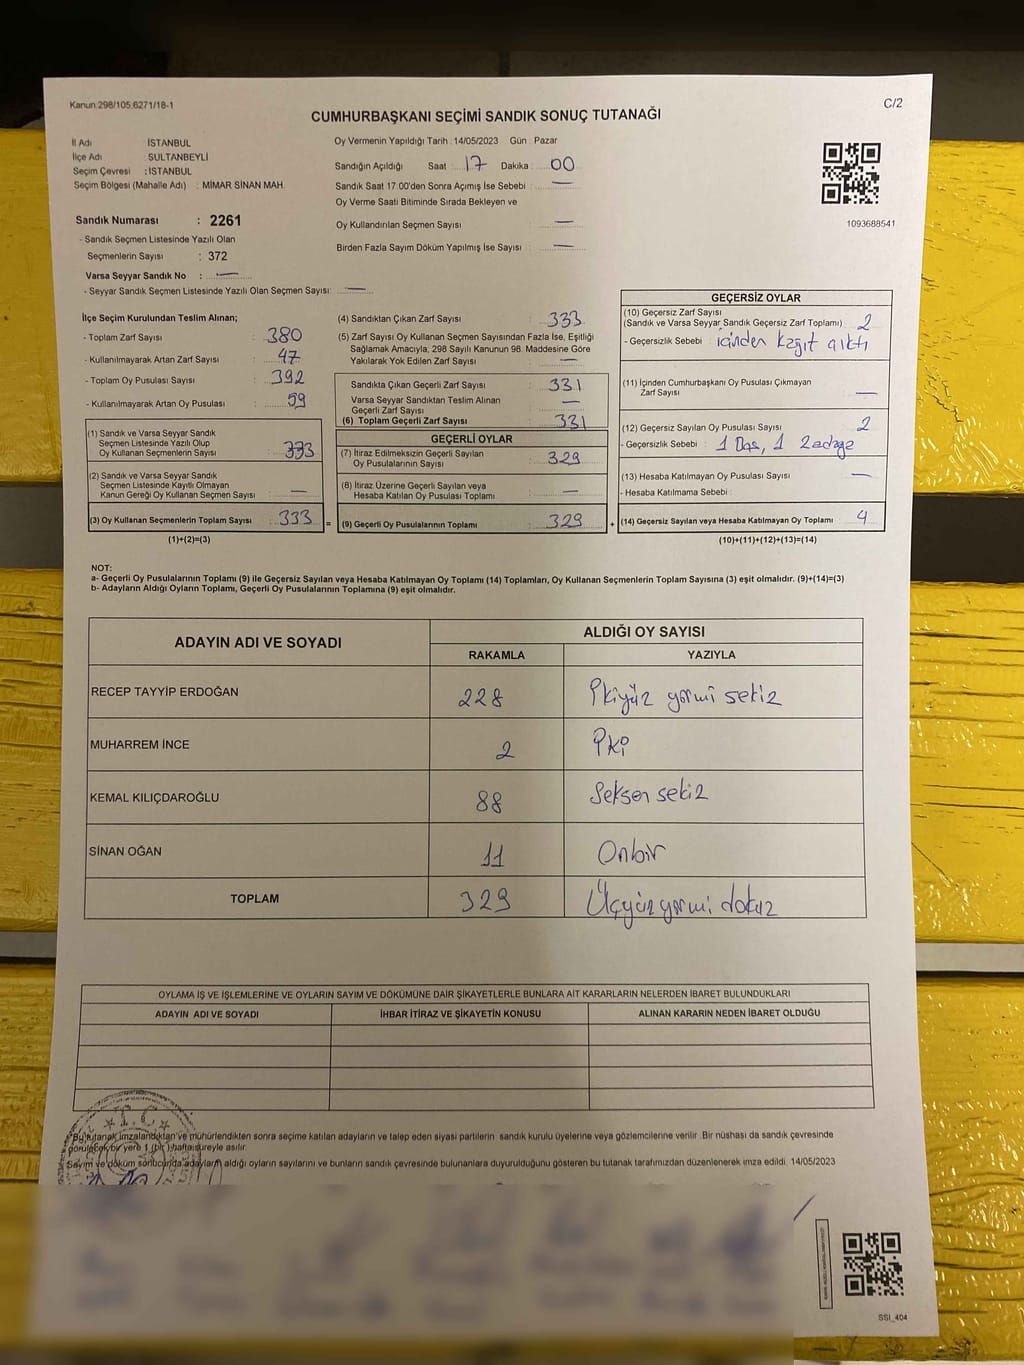 Kanun:298/105,6271/18-1
C/2
CUMHURBAŞKANI SEÇİMİ SANDIK SONUÇ TUTANAĞI
İl Adı : İSTANBUL
İlçe Adı : SULTANBEYLİ
Seçim Çevresi : İSTANBUL
Seçim Bölgesi (Mahalle Adı) : MİMAR SİNAN MAH.
Sandık Numarası : 2261
- Sandık Seçmen Listesinde Yazılı Olan
Seçmenlerin Sayısı : 372
Varsa Seyyar Sandık No : —
- Seyyar Sandık Seçmen Listesinde Yazılı Olan Seçmen Sayısı: —
Oy Vermenin Yapıldığı Tarih : 14/05/2023 Gün : Pazar
Sandığın Açıldığı Saat : 17 Dakika : 00
Sandık Saat 17:00'den Sonra Açımış İse Sebebi : —
Oy Verme Saati Bitiminde Sırada Bekleyen ve
Oy Kullandırılan Seçmen Sayısı : —
Birden Fazla Sayım Döküm Yapılmış İse Sayısı : —
1093688541
İlçe Seçim Kurulundan Teslim Alınan;
- Toplam Zarf Sayısı : 380
- Kullanılmayarak Artan Zarf Sayısı : 47
- Toplam Oy Pusulası Sayısı : 392
- Kullanılmayarak Artan Oy Pusulası : 59
(1) Sandık ve Varsa Seyyar Sandık
Seçmen Listesinde Yazılı Olup
Oy Kullanan Seçmenlerin Sayısı : 333
(2) Sandık ve Varsa Seyyar Sandık
Seçmen Listesinde Kayıtlı Olmayan
Kanun Gereği Oy Kullanan Seçmen Sayısı : —
(3) Oy Kullanan Seçmenlerin Toplam Sayısı : 333
(1)+(2)=(3)
=
(4) Sandıktan Çıkan Zarf Sayısı : 333
(5) Zarf Sayısı Oy Kullanan Seçmen Sayısından Fazla İse, Eşitliği
Sağlamak Amacıyla, 298 Sayılı Kanunun 98. Maddesine Göre
Yakılarak Yok Edilen Zarf Sayısı : —
Sandıkta Çıkan Geçerli Zarf Sayısı : 331
Varsa Seyyar Sandıktan Teslim Alınan
Geçerli Zarf Sayısı : —
(6) Toplam Geçerli Zarf Sayısı : 331
GEÇERLİ OYLAR
(7) İtiraz Edilmeksizin Geçerli Sayılan
Oy Pusulalarının Sayısı : 329
(8) İtiraz Üzerine Geçerli Sayılan veya
Hesaba Katılan Oy Pusulası Toplamı : —
(9) Geçerli Oy Pusulalarının Toplamı : 329
+
GEÇERSİZ OYLAR
(10) Geçersiz Zarf Sayısı
(Sandık ve Varsa Seyyar Sandık Geçersiz Zarf Toplamı) : 2
- Geçersizlik Sebebi : içinden kağıt çıktı
(11) İçinden Cumhurbaşkanı Oy Pusulası Çıkmayan
Zarf Sayısı : —
(12) Geçersiz Sayılan Oy Pusulası Sayısı : 2
- Geçersizlik Sebebi : 1
(13) Hesaba Katılmayan Oy Pusulası Sayısı : —
- Hesaba Katılmama Sebebi :
(14) Geçersiz Sayılan veya Hesaba Katılmayan Oy Toplamı : 4
(10)+(11)+(12)+(13)=(14)
NOT:
a- Geçerli Oy Pusulalarının Toplamı (9) ile Geçersiz Sayılan veya Hesaba Katılmayan Oy Toplamı (14) Toplamları, Oy Kullanan Seçmenlerin Toplam Sayısına (3) eşit olmalıdır. (9)+(14)=(3)
b- Adayların Aldığı Oyların Toplamı, Geçerli Oy Pusulalarının Toplamına (9) eşit olmalıdır.
ADAYIN ADI VE SOYADI
ALDIĞI OY SAYISI
RAKAMLA YAZIYLA
RECEP TAYYİP ERDOĞAN 228 İkiyüz yirmi sekiz
MUHARREM İNCE 2 İki
KEMAL KILIÇDAROĞLU 88 Seksen sekiz
SİNAN OĞAN 11 Onbir
TOPLAM 329 Üçyüz yirmi dokuz
OYLAMA İŞ VE İŞLEMLERİNE VE OYLARIN SAYIM VE DÖKÜMÜNE DAİR ŞİKAYETLERLE BUNLARA AİT KARARLARIN NELERDEN İBARET BULUNDUKLARI
ADAYIN ADI VE SOYADI İHBAR İTİRAZ VE ŞİKAYETİN KONUSU ALINAN KARARIN NEDEN İBARET OLDUĞU
T.C.
Bu tutanak imzalandıktan ve mühürlendikten sonra seçime katılan adayların ve talep eden siyasi partilerin sandık kurulu üyelerine veya gözlemcilerine verilir. Bir nüshası da sandık çevresinde
görülecek bir yere 1 (bir) hafta süreyle asılır.
Sayım ve döküm sonucunda adayların aldığı oyların sayılarını ve bunların sandık çevresinde bulunanlara duyurulduğunu gösteren bu tutanak tarafımızdan düzenlenerek imza edildi. 14/05/2023
SSI_404